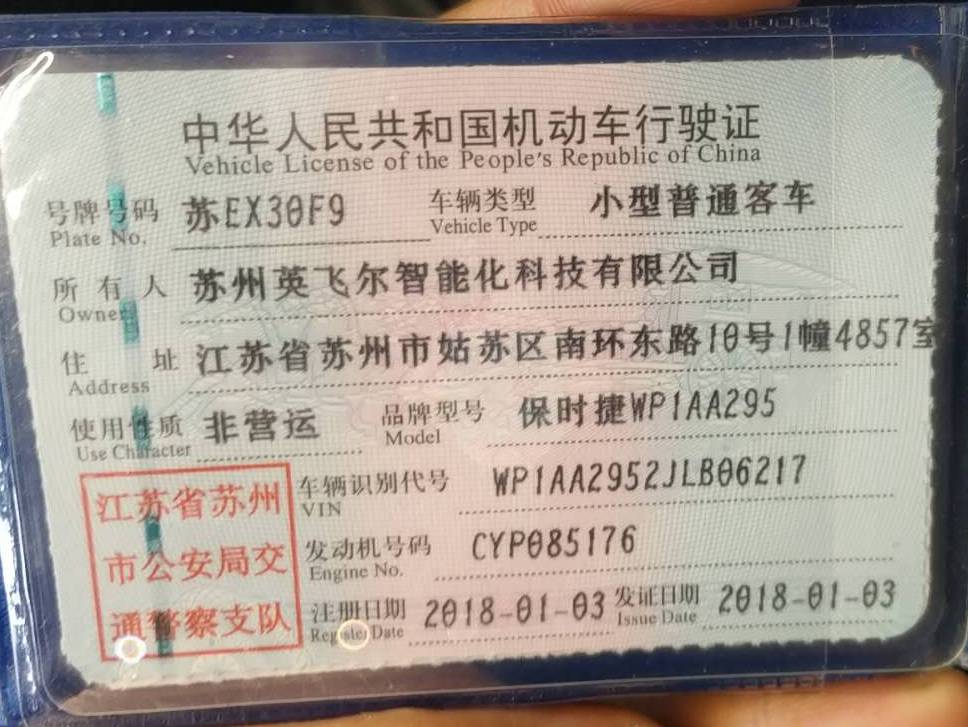 中华人民共和国机动车行驶证
Vehicle License of the People's Republic of China
号牌号码 苏EX30F9 车辆类型 小型普通客车
Plate No. Vehicle Type
所有人 苏州英飞尔智能化科技有限公司
Owner
住址 江苏省苏州市姑苏区南环东路10号1幢4857室
Address
使用性质 非营运 品牌型号 保时捷WP1AA295
Use Character Model
车辆识别代号 WP1AA2952JLB06217
VIN
发动机号码 CYP085176
Engine No.
注册日期 2018-01-03 发证日期 2018-01-03
Register Date Issue Date
江苏省苏州
市公安局交
通警察支队